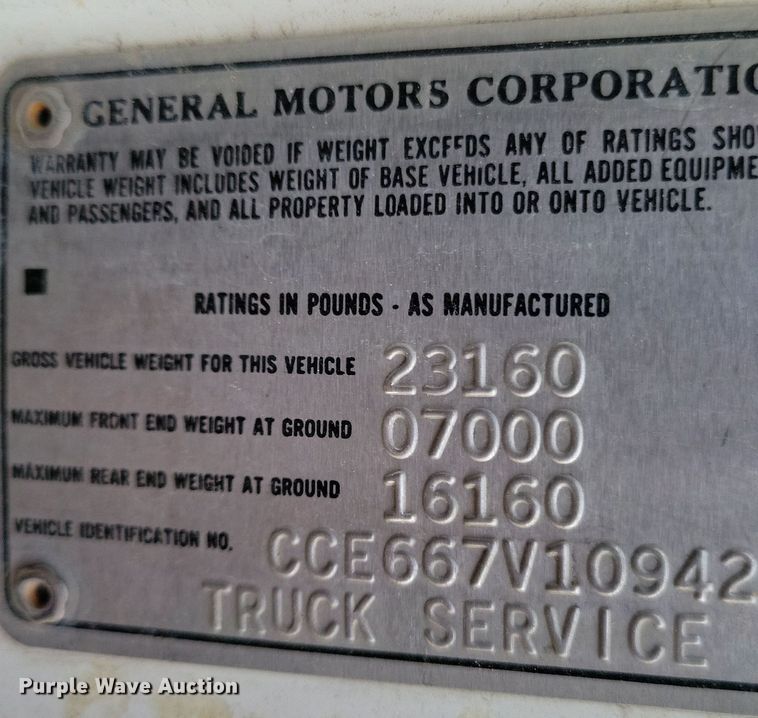 GENERAL MOTORS CORPORATIO
WARRANTY MAY BE VOIDED IF WEIGHT EXCEEDS ANY OF RATINGS SHO
VEHICLE WEIGHT INCLUDES WEIGHT OF BASE VEHICLE, ALL ADDED EQUIPME
AND PASSENGERS, AND ALL PROPERTY LOADED INTO OR ONTO VEHICLE.
RATINGS IN POUNDS - AS MANUFACTURED
GROSS VEHICLE WEIGHT FOR THIS VEHICLE 23160
MAXIMUM FRONT END WEIGHT AT GROUND 07000
MAXIMUM REAR END WEIGHT AT GROUND 16160
VEHICLE IDENTIFICATION NO. CCE667V10942
TRUCK SERVICE
Purple Wave Auction